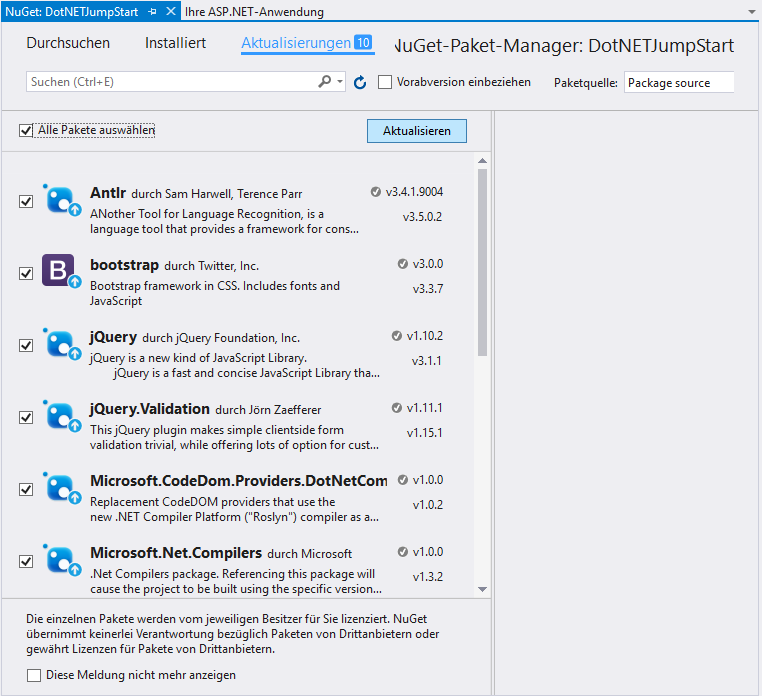 NuGet: DotNETJumpStart Ihre ASP.NET-Anwendung
Durchsuchen Installiert Aktualisierungen 10 NuGet-Paket-Manager: DotNETJumpStart
Suchen (Ctrl+E) Vorabversion einbeziehen Paketquelle: Package source
Alle Pakete auswählen Aktualisieren
Antlr durch Sam Harwell, Terence Parr v3.4.1.9004
ANother Tool for Language Recognition, is a v3.5.0.2
language tool that provides a framework for cons...
bootstrap durch Twitter, Inc. v3.0.0
Bootstrap framework in CSS. Includes fonts and v3.3.7
JavaScript
jQuery durch jQuery Foundation, Inc. v1.10.2
jQuery is a new kind of JavaScript Library. v3.1.1
jQuery is a fast and concise JavaScript Library tha...
jQuery.Validation durch Jörn Zaefferer v1.11.1
This jQuery plugin makes simple clientside form v1.15.1
validation trivial, while offering lots of option for cust...
Microsoft.CodeDom.Providers.DotNetCom v1.0.0
Replacement CodeDOM providers that use the v1.0.2
new .NET Compiler Platform ("Roslyn") compiler as a...
Microsoft.Net.Compilers durch Microsoft v1.0.0
.Net Compilers package. Referencing this package will v1.3.2
cause the project to be built using the specific version...
Die einzelnen Pakete werden vom jeweiligen Besitzer für Sie lizenziert. NuGet
übernimmt keinerlei Verantwortung bezüglich Paketen von Drittanbietern oder
gewährt Lizenzen für Pakete von Drittanbietern.
Diese Meldung nicht mehr anzeigen